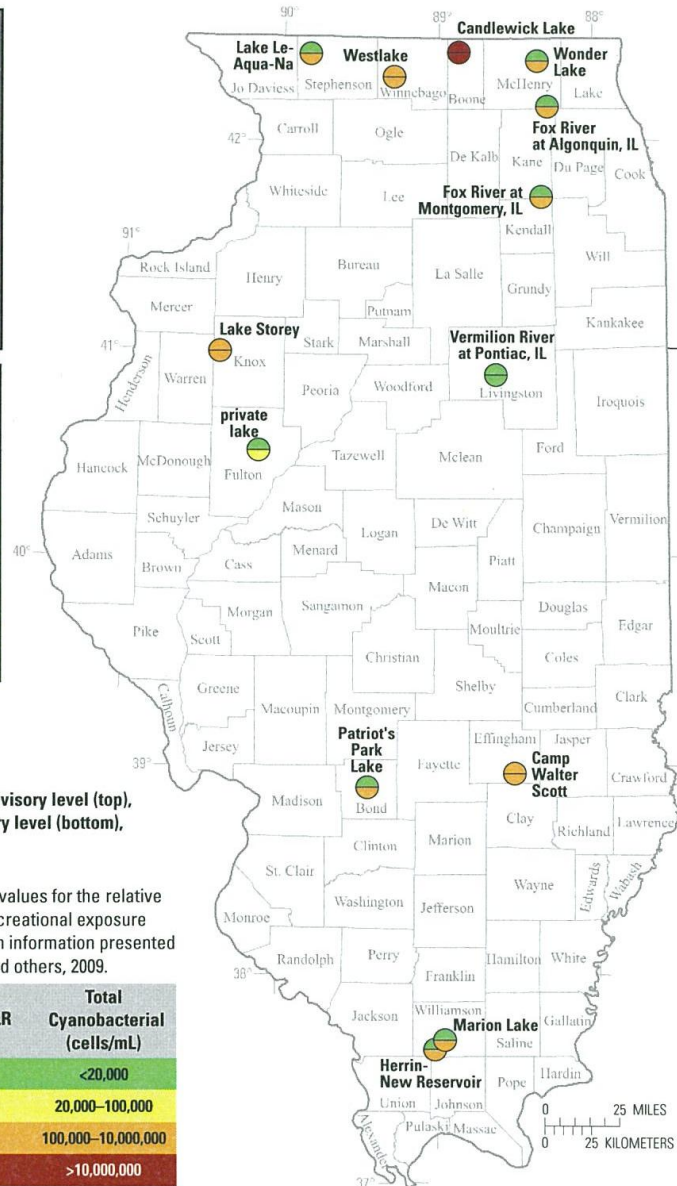 90°
89°
88°
Candlewick Lake
Lake Le-
Aqua-Na
Westlake
Wonder
Lake
Jo Daviess
Stephenson
Winnebago
Boone
McHenry
Lake
Fox River
at Algonquin, IL
42°
Carroll
Ogle
De Kalb
Kane
Du Page
Cook
Whiteside
Lee
Fox River at
Montgomery, IL
Kendall
91°
Rock Island
Henry
Bureau
La Salle
Grundy
Will
Mercer
Putnam
Kankakee
41°
Lake Storey
Knox
Stark
Marshall
Vermilion River
at Pontiac, IL
Livingston
Henderson
Warren
Peoria
Woodford
Iroquois
private
lake
Fulton
Hancock
McDonough
Tazewell
Mclean
Ford
Schuyler
Mason
Logan
De Witt
Champaign
Vermilion
40°
Adams
Brown
Cass
Menard
Piatt
Macon
Pike
Scott
Morgan
Sangamon
Moultrie
Douglas
Edgar
Christian
Coles
Calhoun
Greene
Macoupin
Montgomery
Shelby
Cumberland
Clark
Jersey
39°
Patriot's
Park
Lake
Bond
Fayette
Effingham
Jasper
Camp
Walter
Scott
Crawford
Madison
Clay
Richland
Lawrence
Clinton
Marion
St. Clair
Wayne
Edwards
Wabash
Washington
Jefferson
Monroe
Randolph
Perry
Hamilton
White
38°
Franklin
Jackson
Williamson
Marion Lake
Saline
Gallatin
Herrin-
New Reservoir
Pope
Hardin
Union
Johnson
Alexander
Pulaski
Massac
37°
0 25 MILES
0 25 KILOMETERS
visory level (top),
ry level (bottom),
values for the relative
creational exposure
n information presented
d others, 2009.
R
Total
Cyanobacterial
(cells/mL)
<20,000
20,000–100,000
100,000–10,000,000
>10,000,000